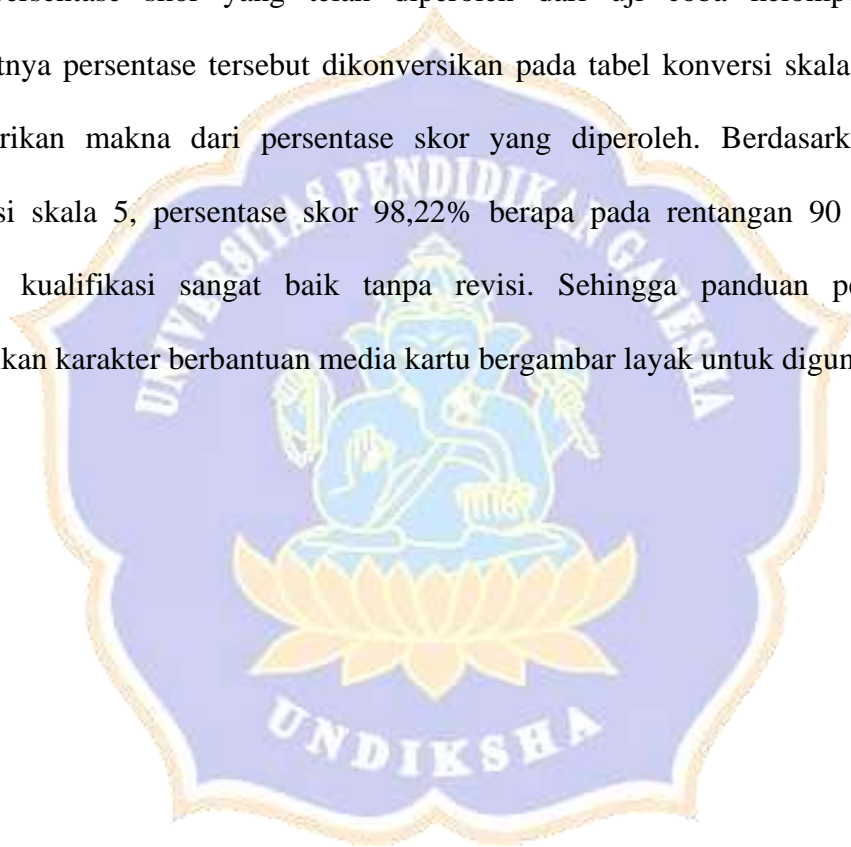 persentase skor yang telah diperoleh dari uji coba
tnya persentase tersebut dikonversikan pada tabel konversi skala
rikan makna dari persentase skor yang diperoleh. Berdasark
si skala 5, persentase skor 98,22% berapa pada rentangan 90
kualifikasi sangat baik tanpa revisi. Sehingga panduan pe
ikan karakter berbantuan media kartu bergambar layak untuk digun
UNIVERSITAS PENDIDIKAN GANESHA
UNDIKSHA